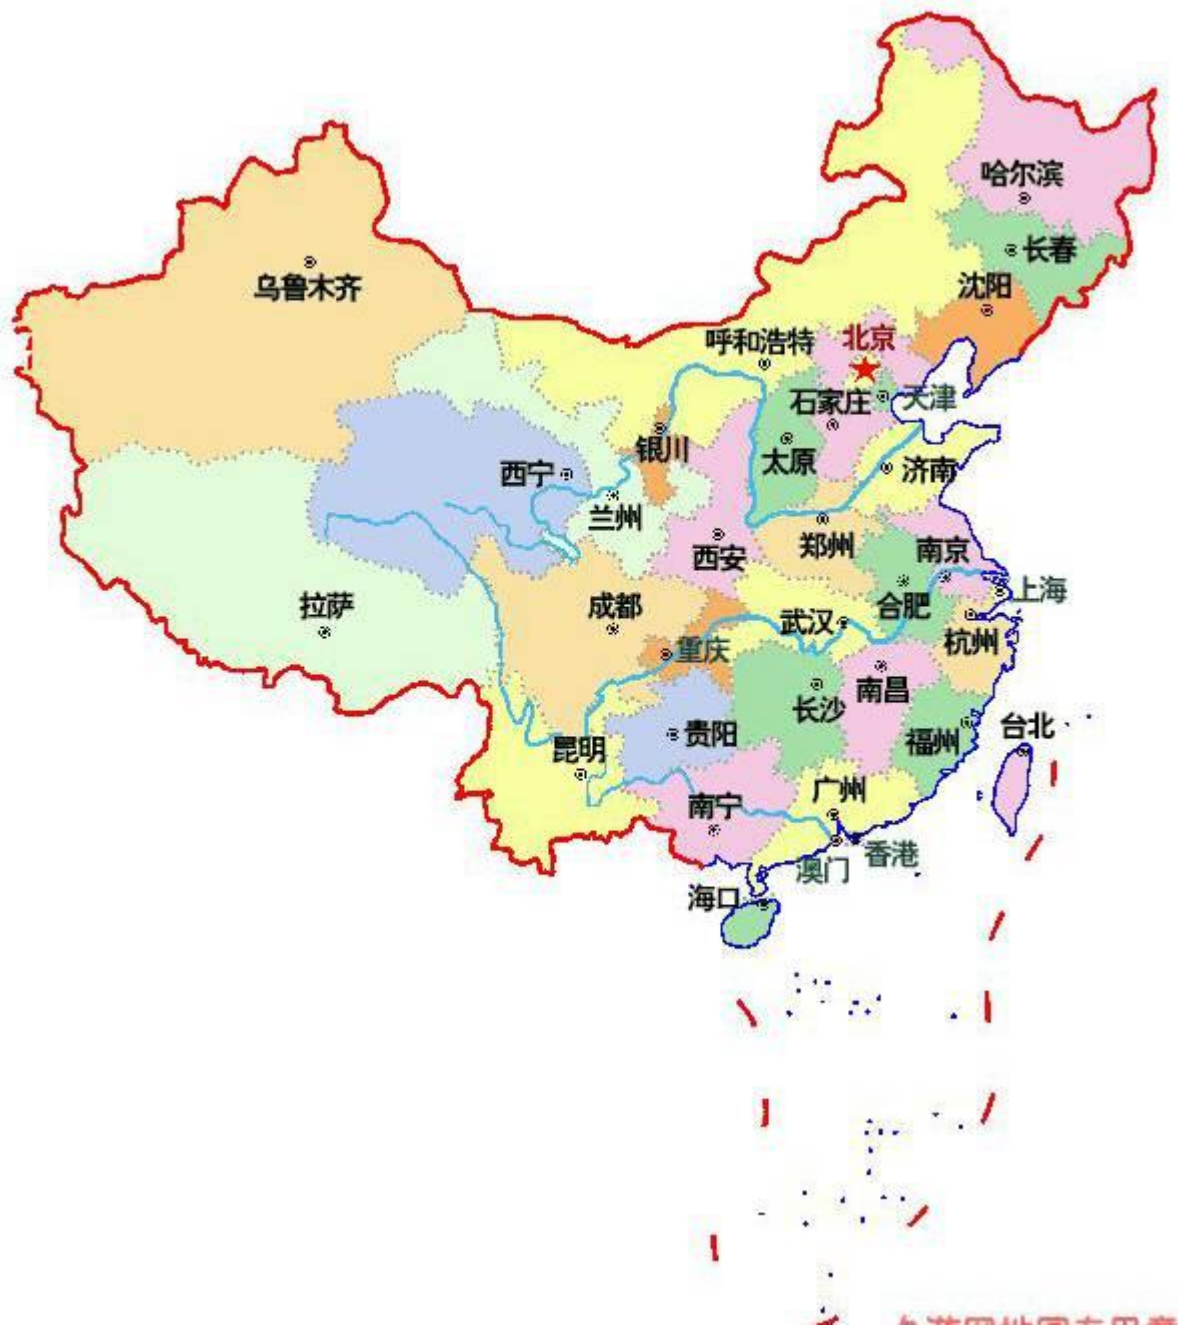 哈尔滨
长春
乌鲁木齐
沈阳
呼和浩特
北京
石家庄
天津
银川
太原
济南
西宁
兰州
郑州
西安
南京
上海
拉萨
成都
合肥
武汉
杭州
重庆
南昌
长沙
贵阳
福州
台北
昆明
广州
南宁
香港
澳门
海口